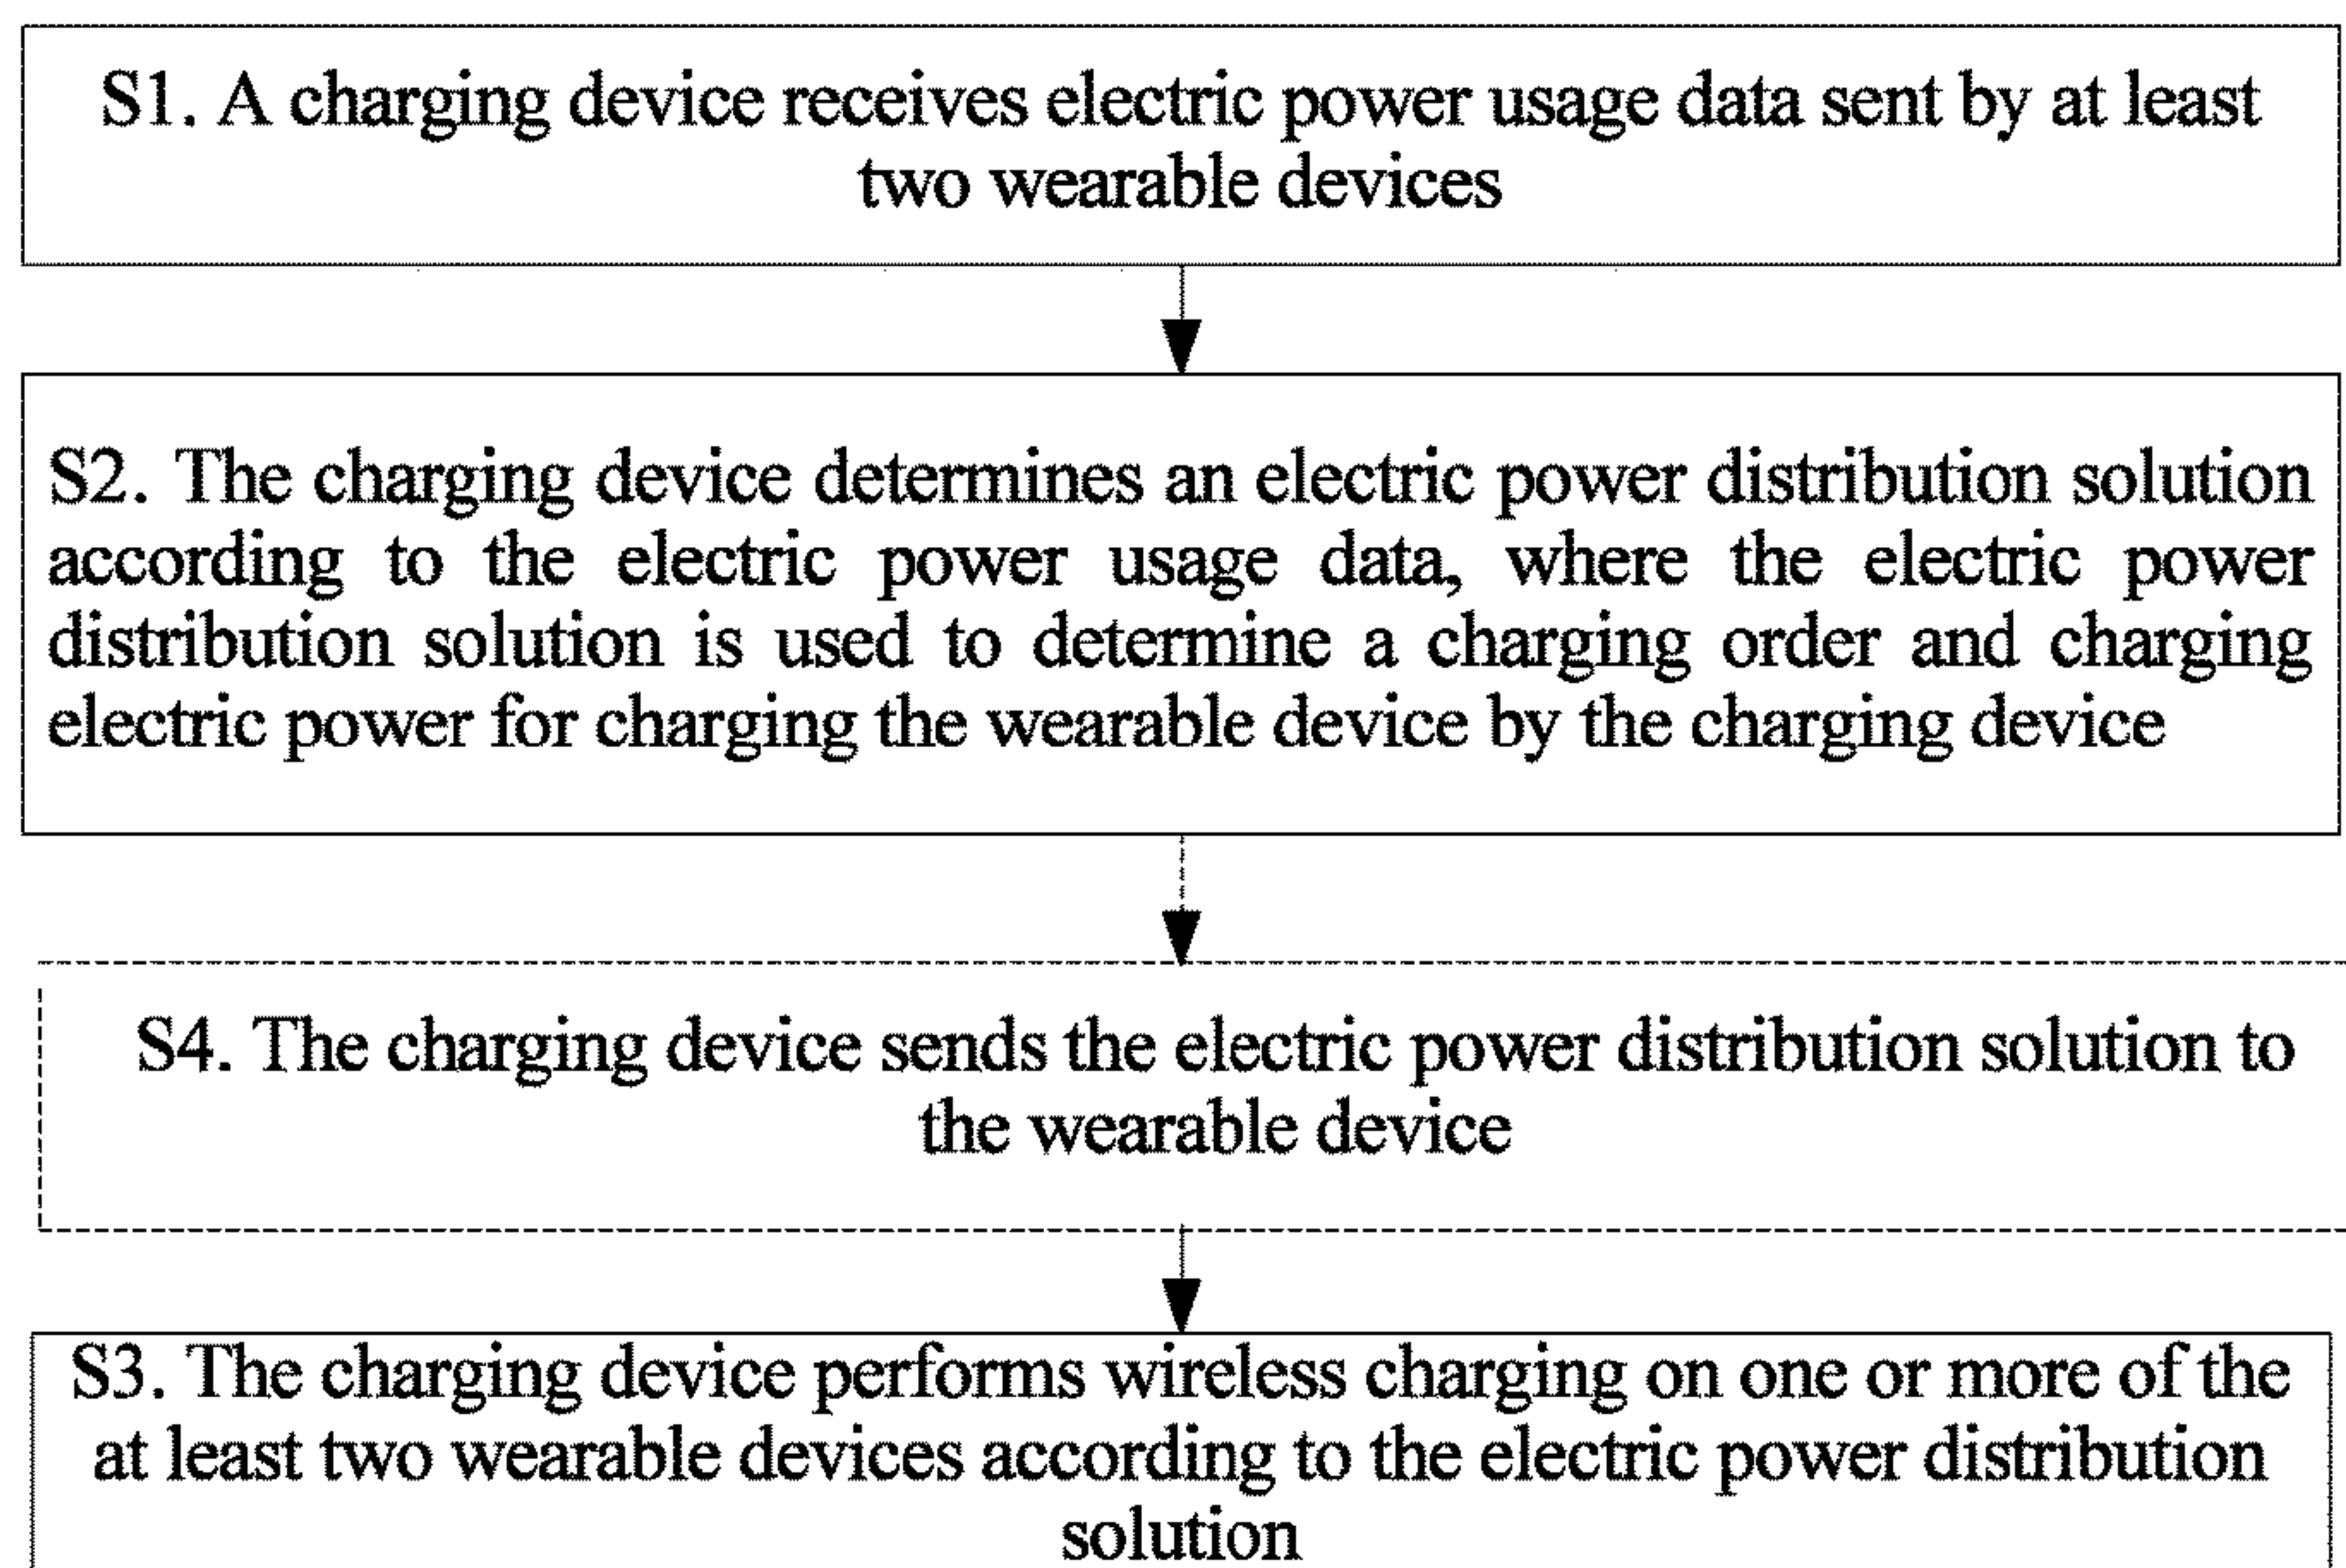 S1. A charging device receives electric power usage data sent by at least
two wearable devices
S2. The charging device determines an electric power distribution solution
according to the electric power usage data, where the electric power
distribution solution is used to determine a charging order and charging
electric power for charging the wearable device by the charging device
S4. The charging device sends the electric power distribution solution to
the wearable device
S3. The charging device performs wireless charging on one or more of the
at least two wearable devices according to the electric power distribution
solution